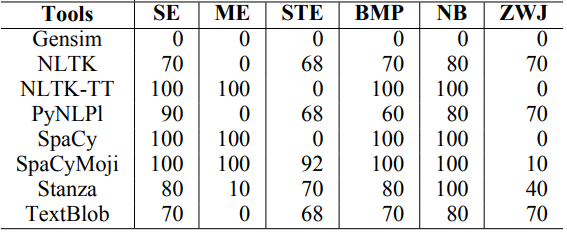 Tools SE ME STE BMP NB ZWJ
Gensim 0 0 0 0 0 0
NLTK 70 0 68 70 80 70
NLTK-TT 100 100 0 100 100 0
PyNLPl 90 0 68 60 80 70
SpaCy 100 100 0 100 100 0
SpaCyMoji 100 100 92 100 100 10
Stanza 80 10 70 80 100 40
TextBlob 70 0 68 70 80 70